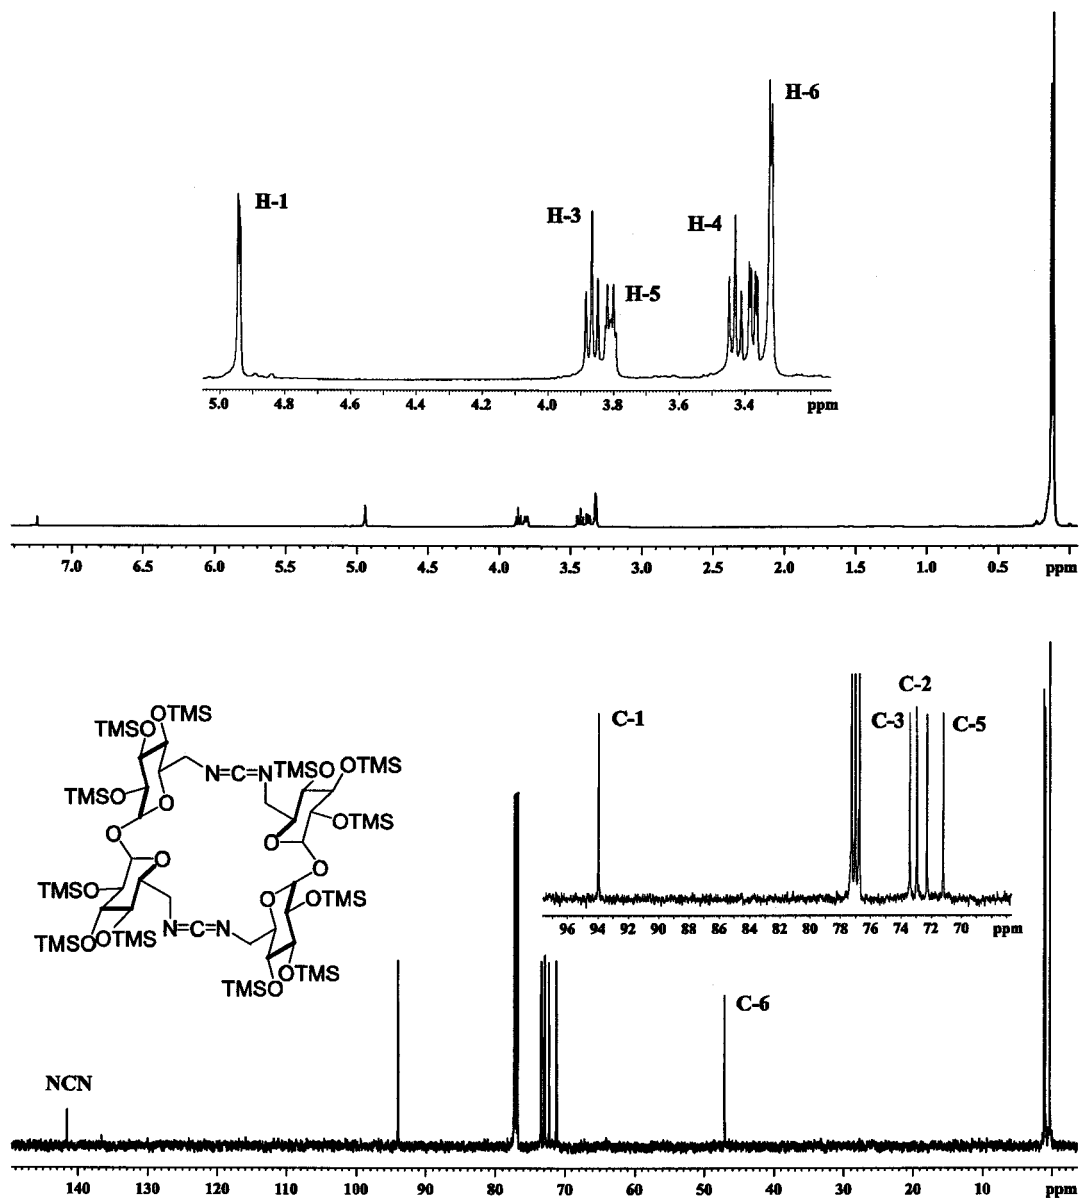 H-6
H-1
H-3
H-4
H-5
5.0 4.8 4.6 4.4 4.2 4.0 3.8 3.6 3.4 ppm
7.0 6.5 6.0 5.5 5.0 4.5 4.0 3.5 3.0 2.5 2.0 1.5 1.0 0.5 ppm
C-2
C-1
C-3
C-5
OTMS
TMSO
N=C=N
TMSO
OTMS
TMSO
O
OTMS
O
O
O
O
O
TMSO
OTMS
TMSO
OTMS
N=C=N
OTMS
TMSO
96 94 92 90 88 86 84 82 80 78 76 74 72 70 ppm
C-6
NCN
140 130 120 110 100 90 80 70 60 50 40 30 20 10 ppm